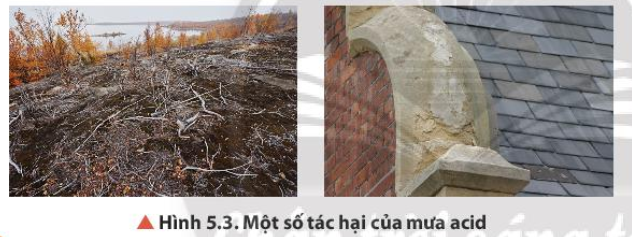 ▲ Hình 5.3. Một số tác hại của mưa acid